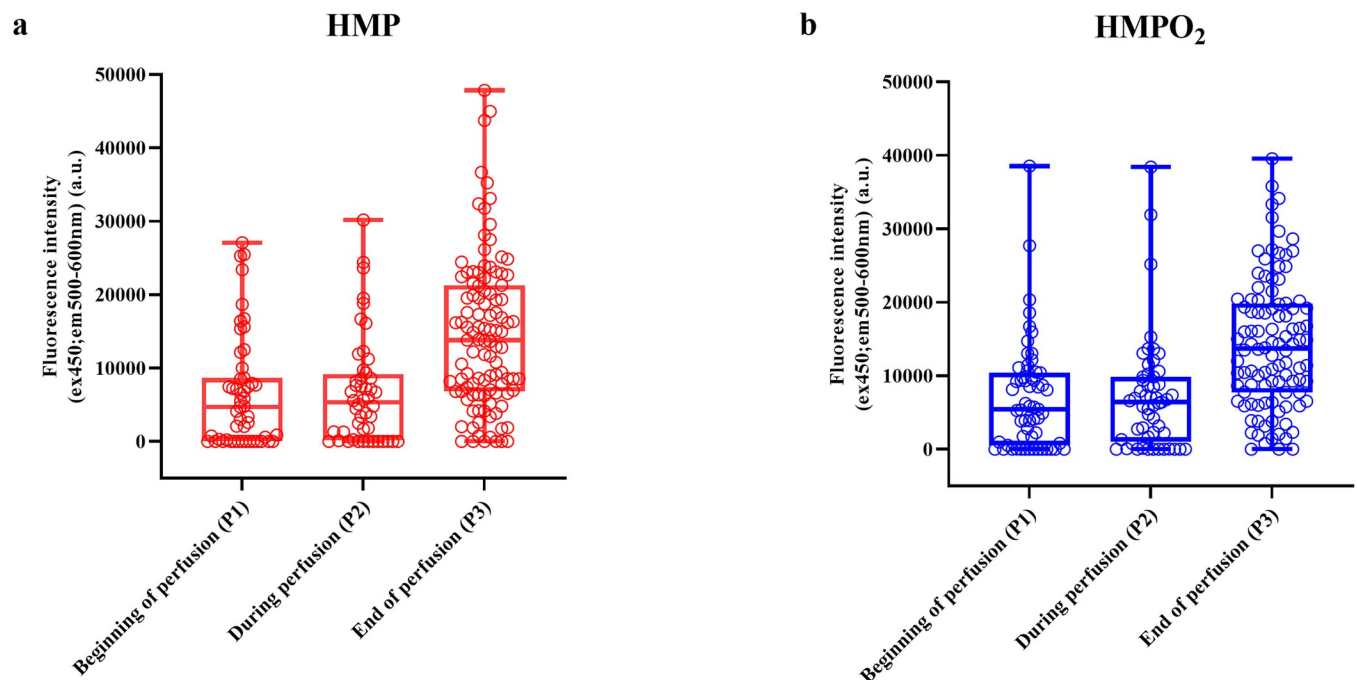 a
HMP
Fluorescence intensity
(ex450;em500-600nm) (a.u.)
50000
40000
30000
20000
10000
0
Beginning of perfusion (P1)
During perfusion (P2)
End of perfusion (P3)
b
HMPO₂
Fluorescence intensity
(ex450;em500-600nm) (a.u.)
50000
40000
30000
20000
10000
0
Beginning of perfusion (P1)
During perfusion (P2)
End of perfusion (P3)